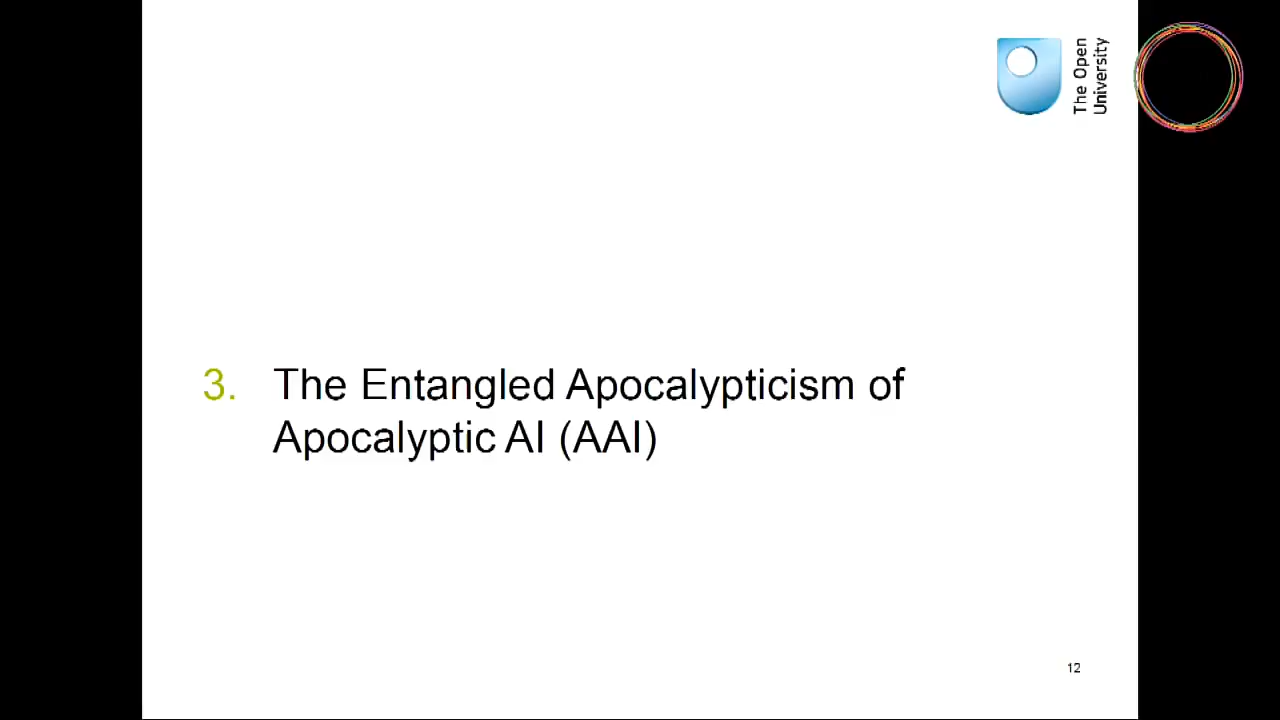 The Open
University
3. The Entangled Apocalypticism of
Apocalyptic AI (AAI)
12